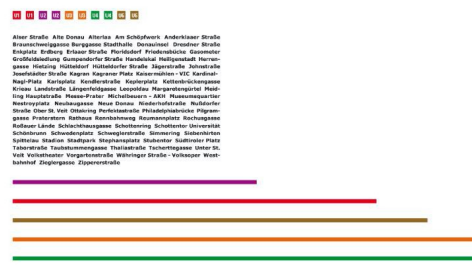 U1 U1 U2 U2 U3 U3 U4 U4 U6 U6
Alser Straße Alte Donau Alterlaa Am Schöpfwerk Anderklaaer Straße
Braunschweiggasse Burggasse Stadthalle Donauinsel Dresdner Straße
Enkplatz Erdberg Erlaaer Straße Floridsdorf Friedensbücke Gasometer
Großfeldsiedlung Gumpendorfer Straße Handelskai Heiligenstadt Herren-
gasse Hietzing Hütteldorf Hütteldorfer Straße Jägerstraße Johnstraße
Josefstädter Straße Kagran Kagraner Platz Kaisermühlen - VIC Kardinal-
Nagl-Platz Karlsplatz Kendlerstraße Keplerplatz Kettenbrückengasse
Krieau Landstraße Längenfeldgasse Leopoldau Margaretengürtel Meid-
ling Hauptstraße Messe-Prater Michelbeuern - AKH Museumquartier
Nestroyplatz Neubaugasse Neue Donau Niederhofstraße Nußdorfer
Straße Ober St. Veit Ottakring Perfektastraße Philadelphiabrücke Pilgram-
gasse Praterstern Rathaus Rennbahnweg Reumannplatz Rochusgasse
Roßauer Lände Schlachthausgasse Schottenring Schottentor Universität
Schönbrunn Schwedenplatz Schweglerstraße Simmering Siebenhirten
Spittelau Stadion Stadtpark Stephansplatz Stubentor Südtiroler Platz
Taborstraße Taubstummengasse Thaliastraße Tscherttegasse Unter St.
Veit Volkstheater Vorgartenstraße Währinger Straße - Volksoper West-
bahnhof Zieglergasse Zippererstraße